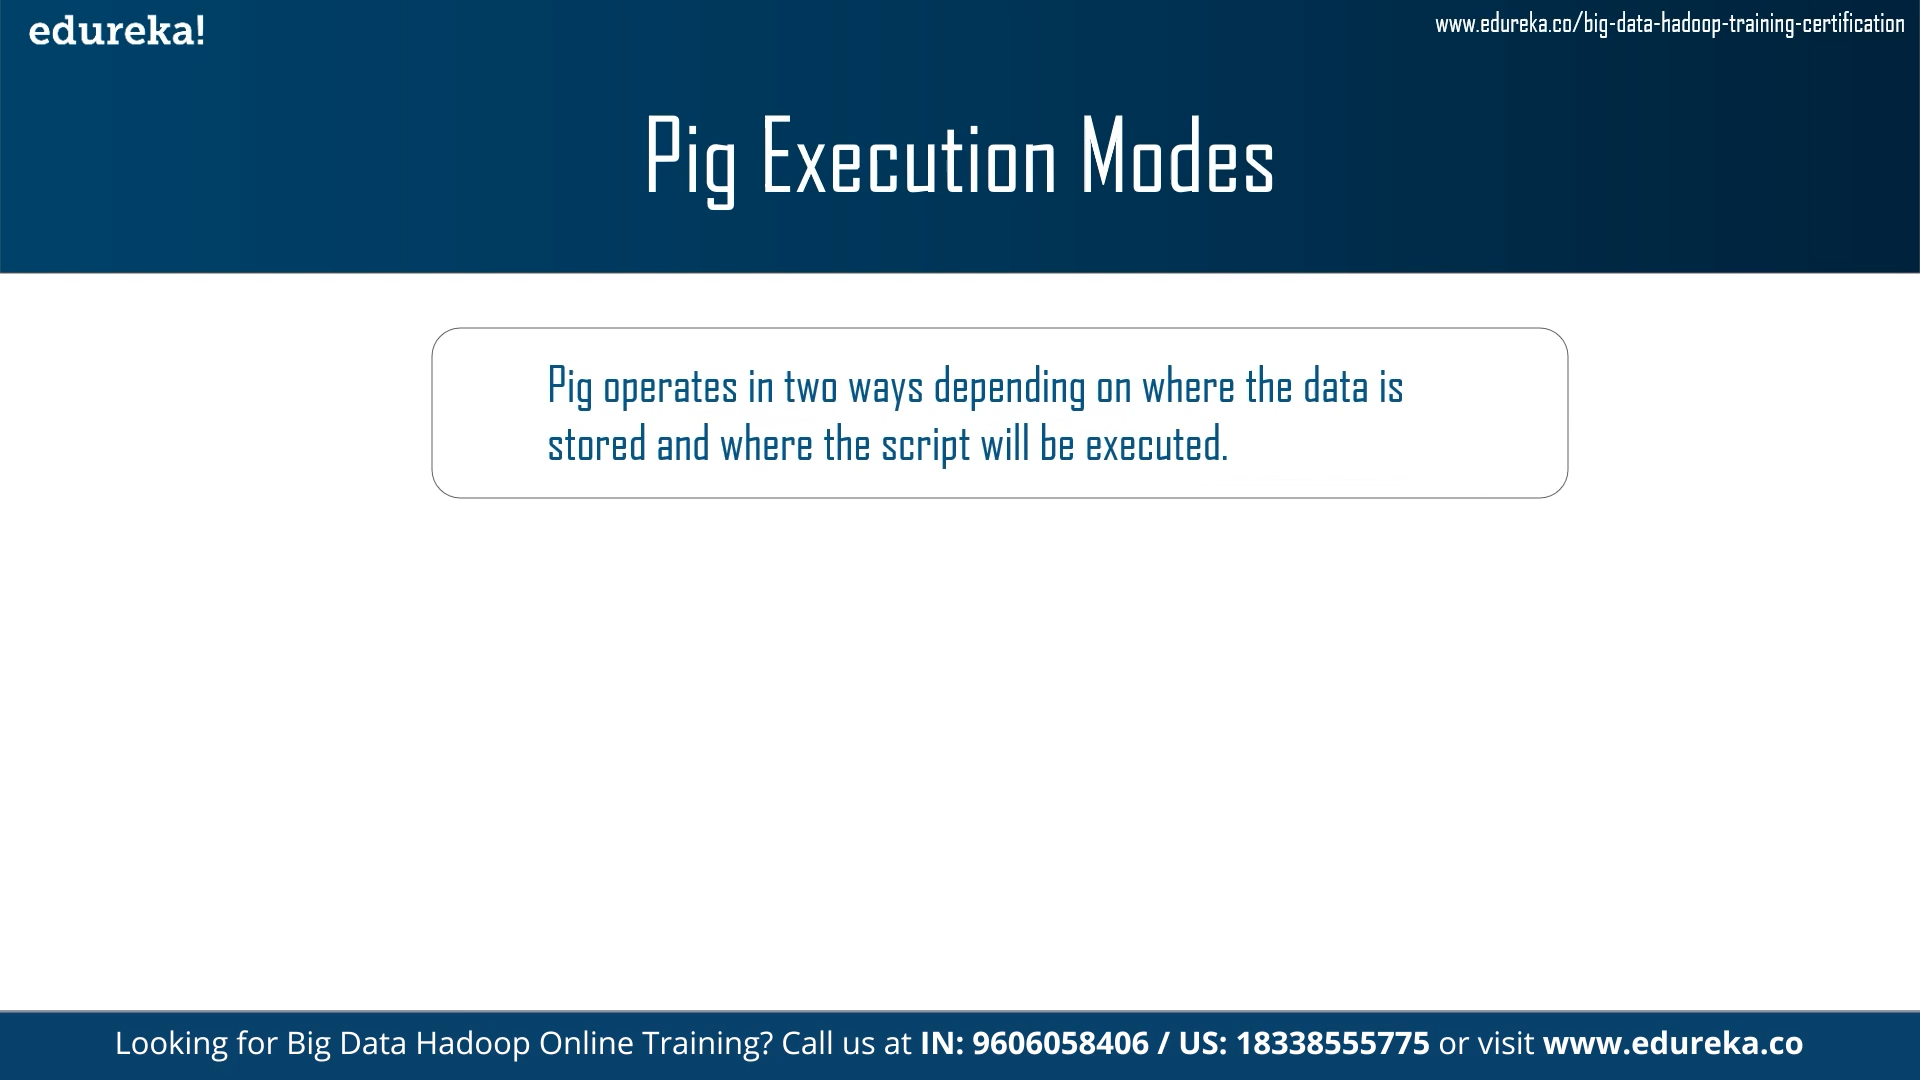 edureka!
www.edureka.co/big-data-hadoop-training-certification
Pig Execution Modes
Pig operates in two ways depending on where the data is
stored and where the script will be executed.
Looking for Big Data Hadoop Online Training? Call us at IN: 9606058406 / US: 18338555775 or visit www.edureka.co